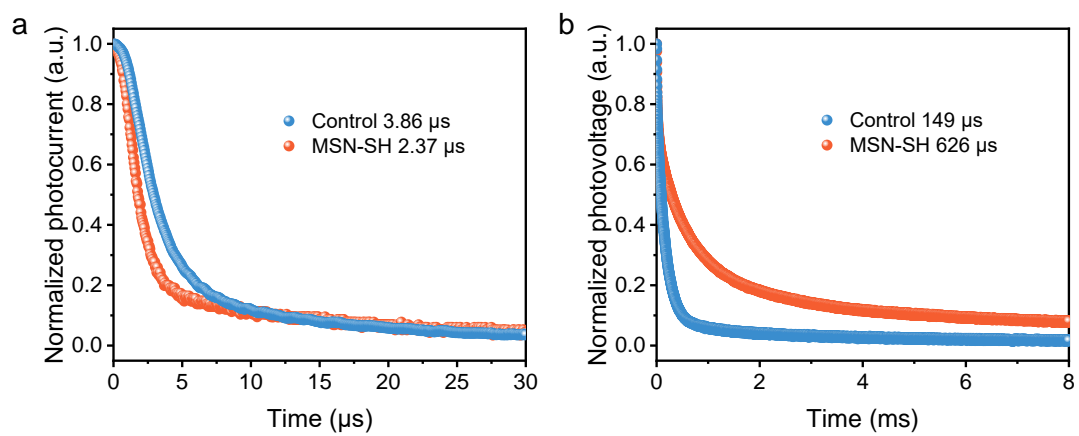 a
Normalized photocurrent (a.u.)
1.0
0.8
0.6
0.4
0.2
0.0
Control 3.86 μs
MSN-SH 2.37 μs
0 5 10 15 20 25 30
Time (μs)
b
Normalized photovoltage (a.u.)
1.0
0.8
0.6
0.4
0.2
0.0
Control 149 μs
MSN-SH 626 μs
0 2 4 6 8
Time (ms)